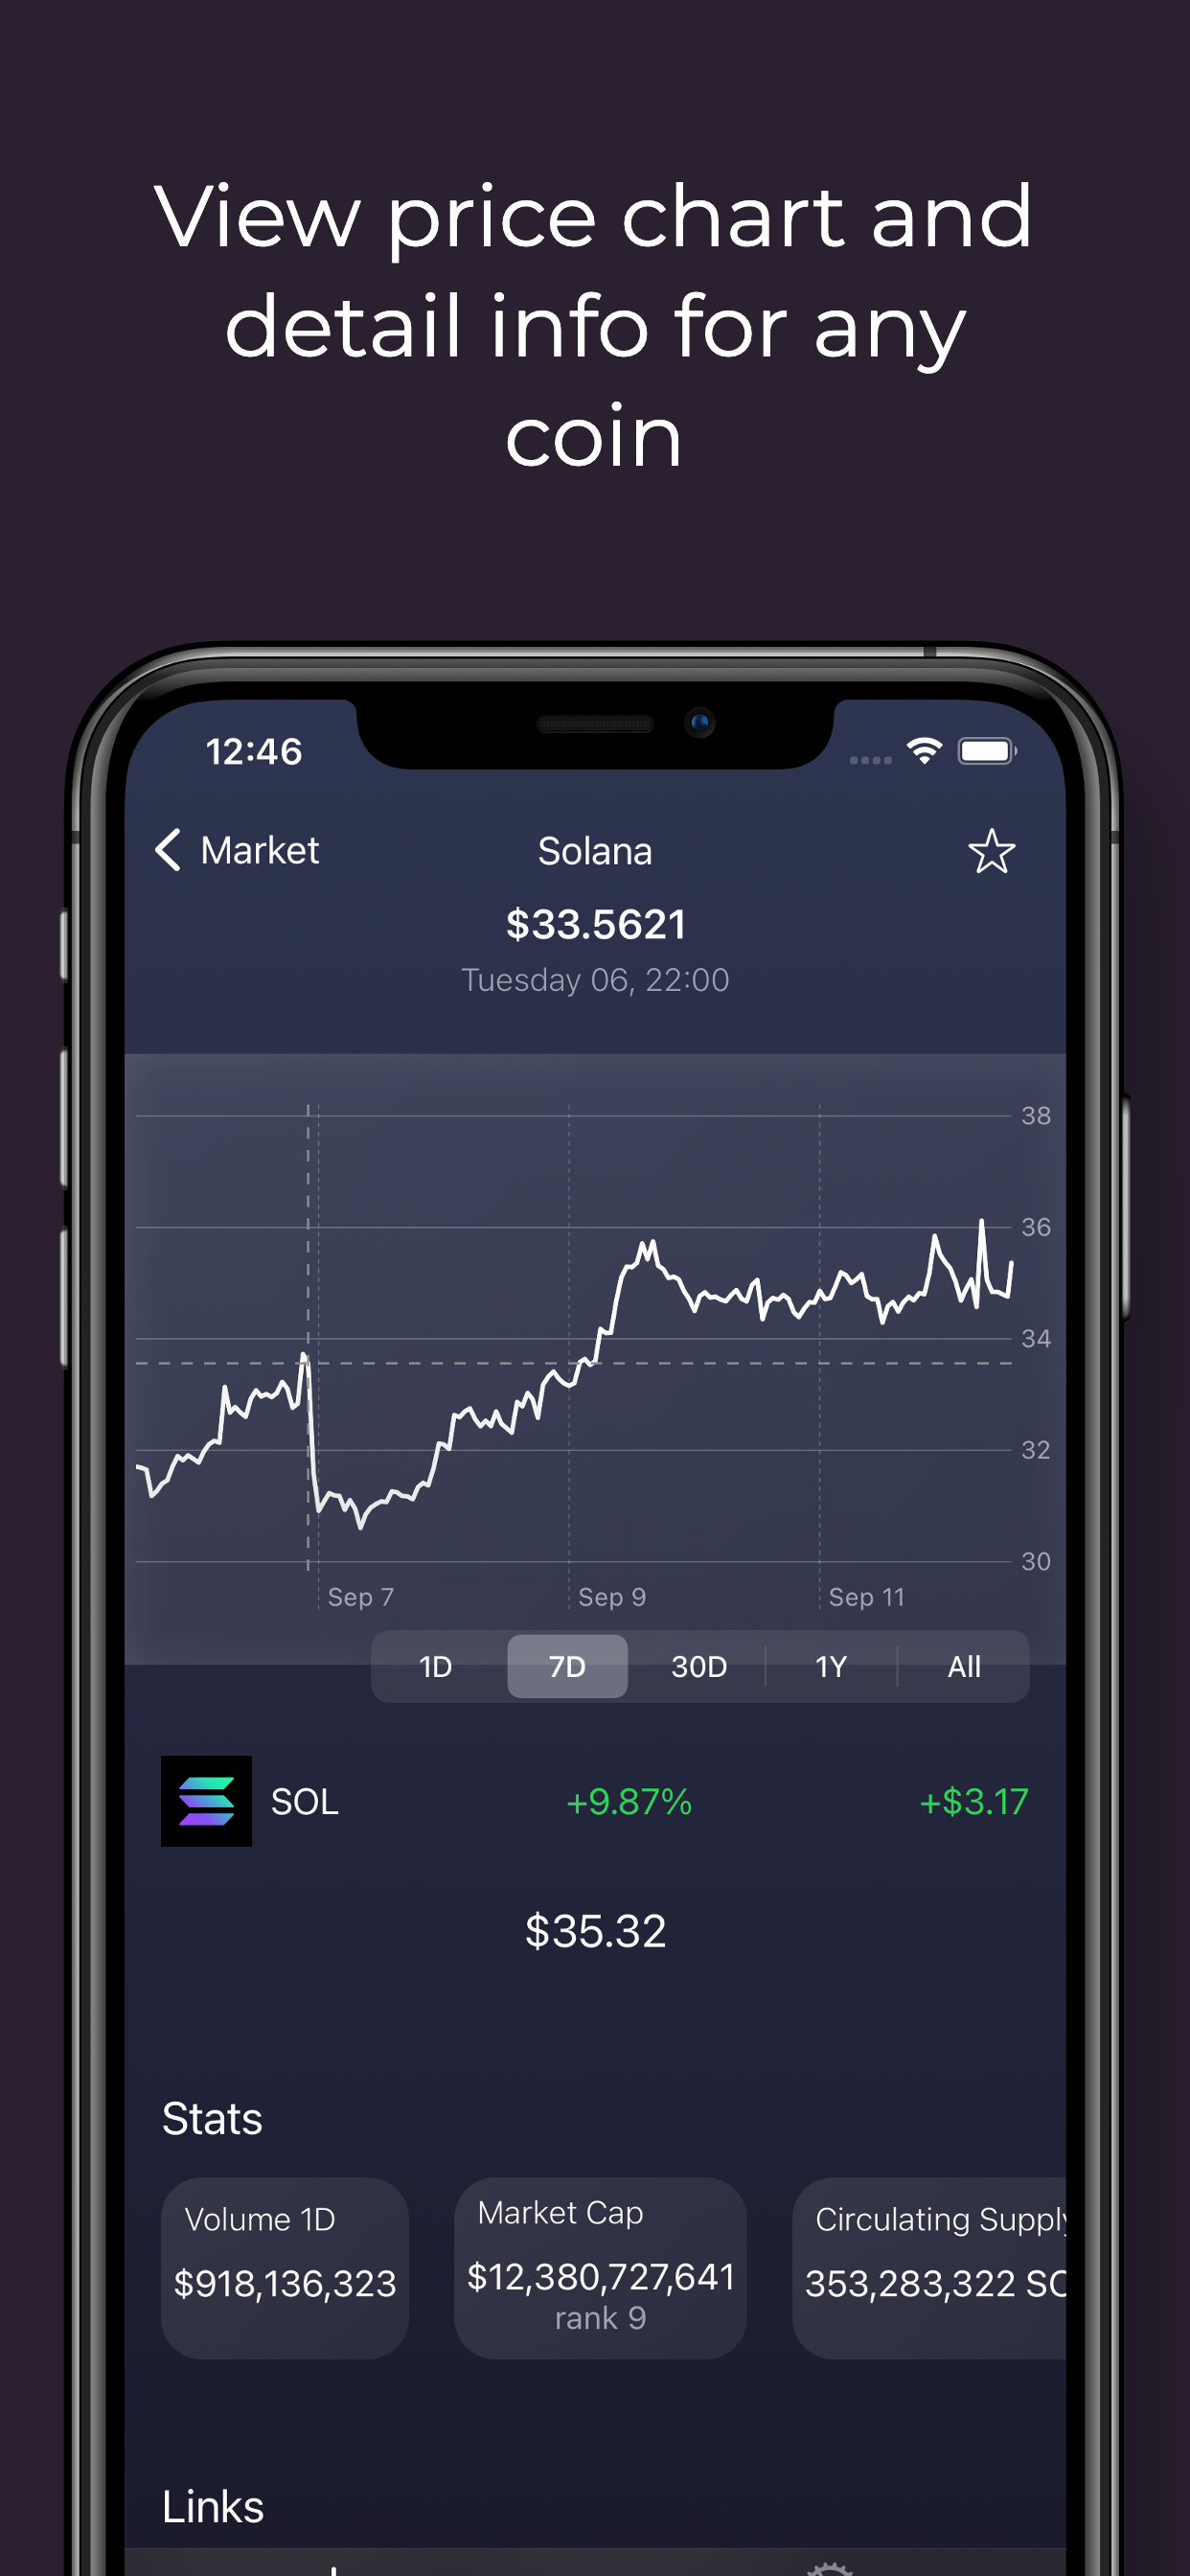 View price chart and
detail info for any
coin
12:46
Market
Solana
$33.5621
Tuesday 06, 22:00
38
36
34
32
30
Sep 7
Sep 9
Sep 11
1D
7D
30D
1Y
All
SOL
+9.87%
+$3.17
$35.32
Stats
Volume 1D
$918,136,323
Market Cap
$12,380,727,641
rank 9
Circulating Supply
353,283,322
Links